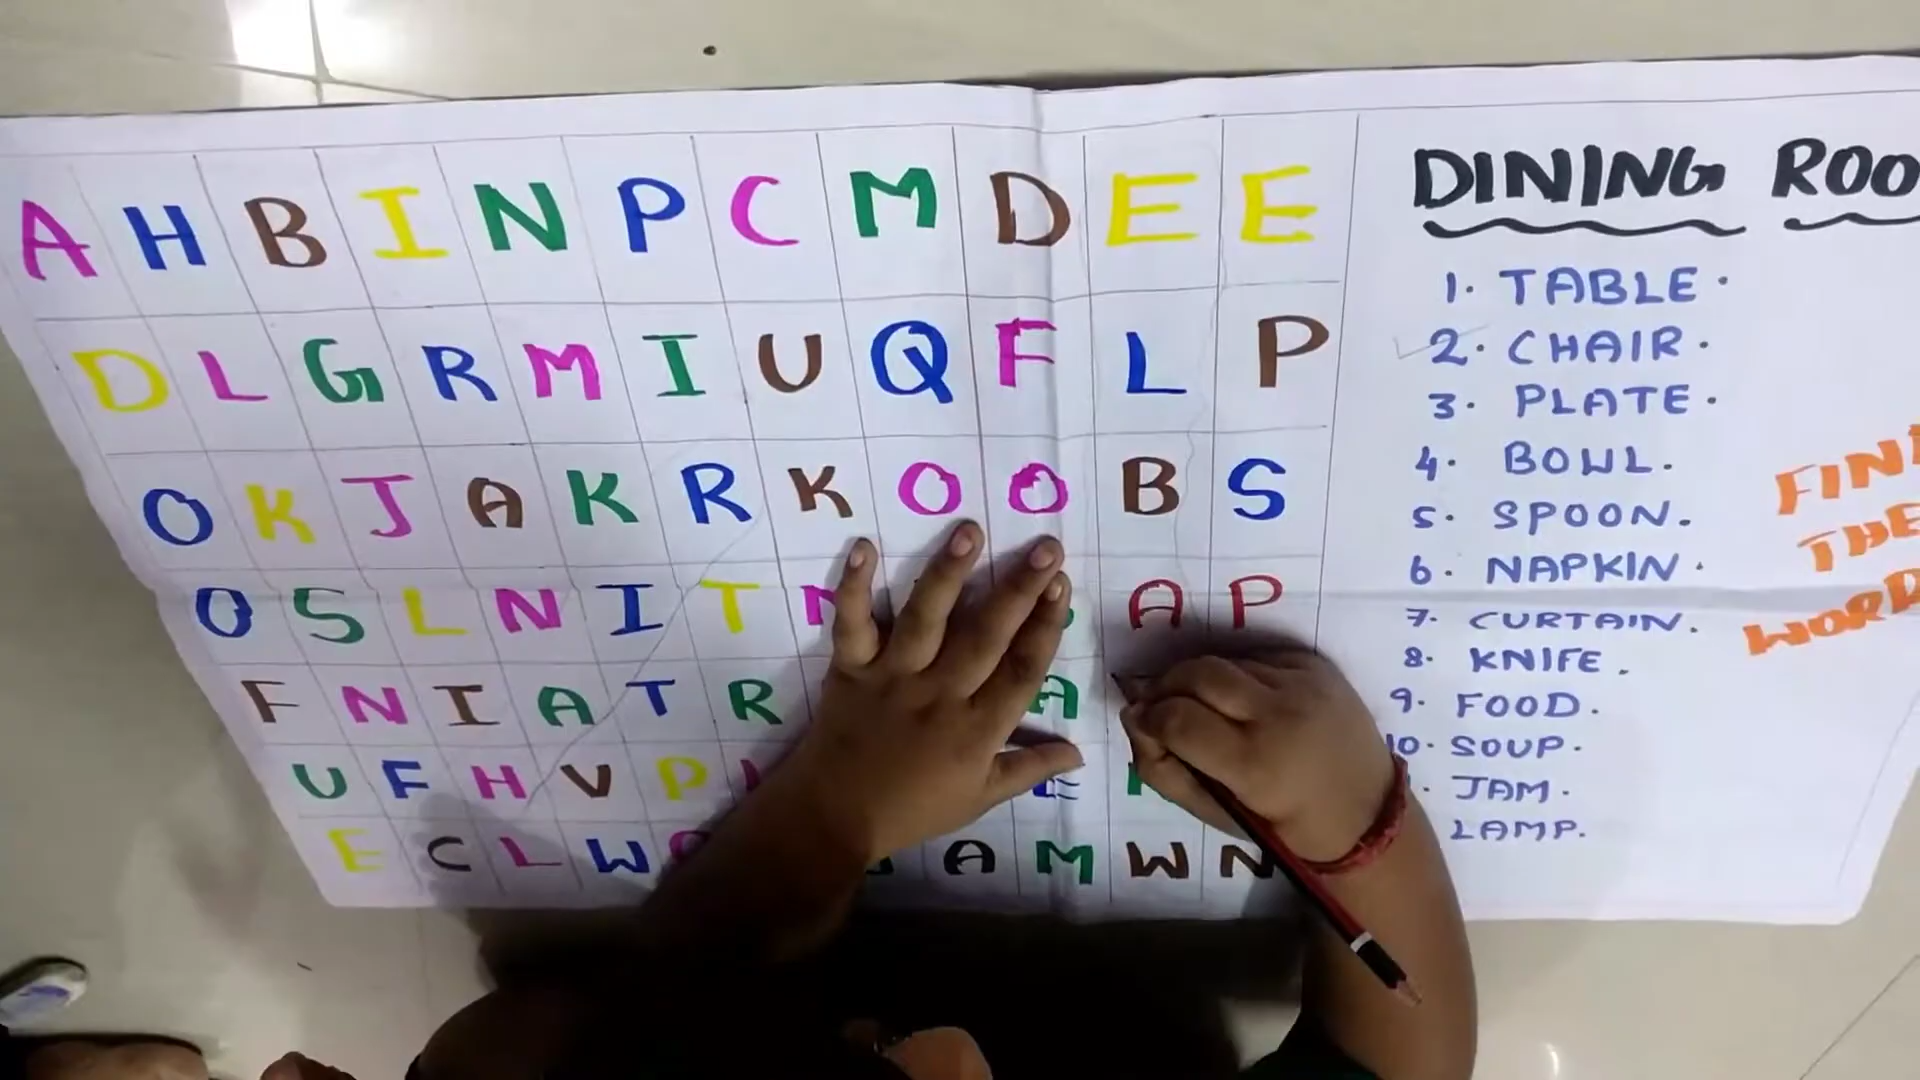 A H B I N P C M D E E
D L G R M I U Q F L P
O K J A K R K O O B S
O S L N I T A P
F N I A T R A
U F H V P E
E C L W A M W N
DINING ROO
1. TABLE.
2. CHAIR.
3. PLATE.
4. BOWL.
5. SPOON.
6. NAPKIN.
7. CURTAIN.
8. KNIFE.
9. FOOD.
10. SOUP.
. JAM.
LAMP.
FIN
THE
WORD